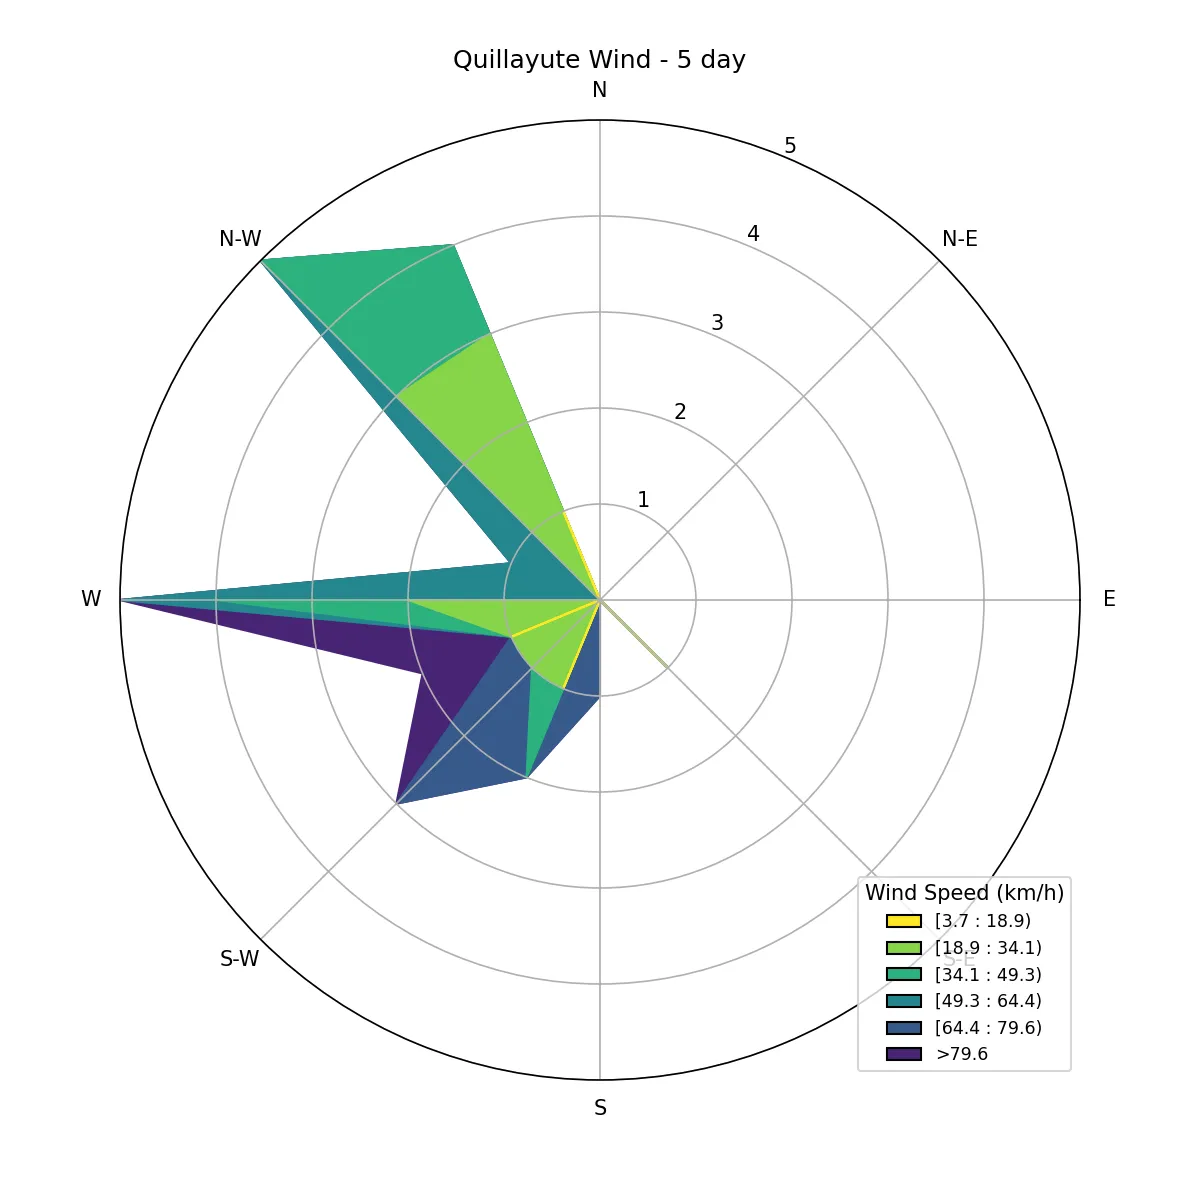 Quillayute Wind - 5 day
N
5
4
N-W
N-E
3
2
1
W
E
Wind Speed (km/h)
[3.7 : 18.9)
[18.9 : 34.1)
S-W
S-E
[34.1 : 49.3)
[49.3 : 64.4)
[64.4 : 79.6)
>79.6
S